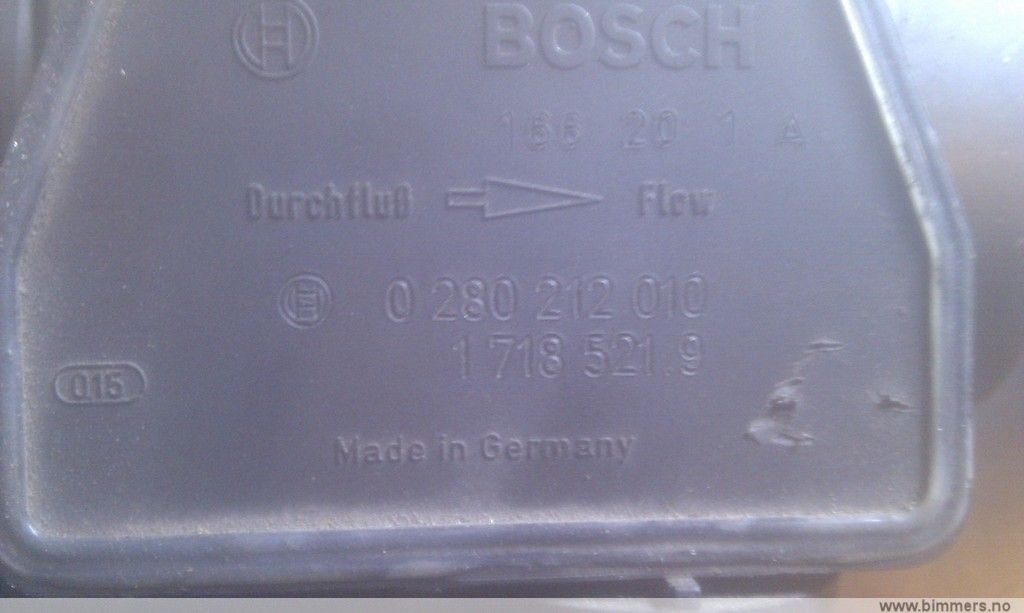 BOSCH
166 20 1 A
Durchfluß Flow
0 280 212 010
1 718 521.9
015
Made in Germany
www.bimmers.no